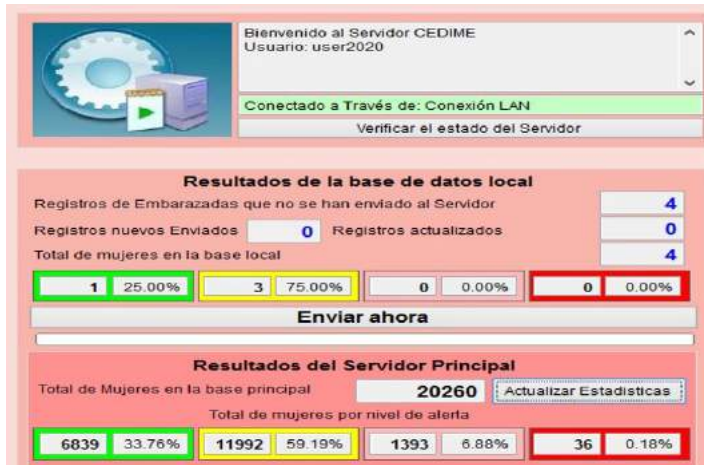 Bienvenido al Servidor CEDIME
Usuario: user2020
Conectado a Través de: Conexión LAN
Verificar el estado del Servidor
Resultados de la base de datos local
Registros de Embarazadas que no se han enviado al Servidor 4
Registros nuevos Enviados 0 Registros actualizados 0
Total de mujeres en la base local 4
1 25.00% 3 75.00% 0 0.00% 0 0.00%
Enviar ahora
Resultados del Servidor Principal
Total de Mujeres en la base principal 20260 Actualizar Estadisticas
Total de mujeres por nivel de alerta
6839 33.76% 11992 59.19% 1393 6.88% 36 0.18%